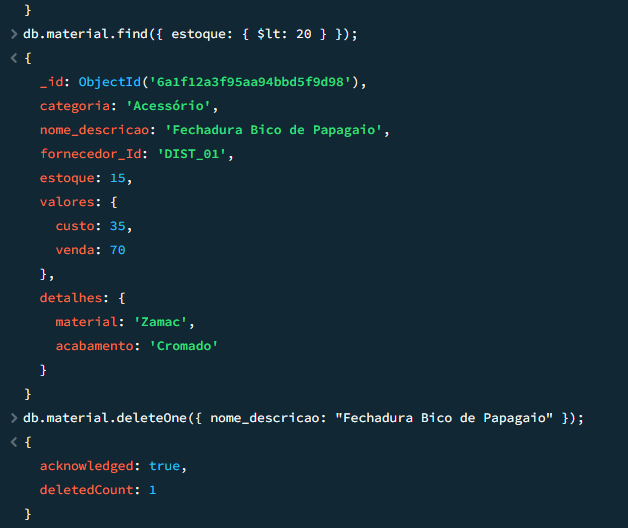 }
> db.material.find({ estoque: { $lt: 20 } });
< {
_id: ObjectId('6a1f12a3f95aa94bbd5f9d98'),
categoria: 'Acessório',
nome_descricao: 'Fechadura Bico de Papagaio',
fornecedor_Id: 'DIST_01',
estoque: 15,
valores: {
custo: 35,
venda: 70
},
detalhes: {
material: 'Zamac',
acabamento: 'Cromado'
}
}
> db.material.deleteOne({ nome_descricao: "Fechadura Bico de Papagaio" });
< {
acknowledged: true,
deletedCount: 1
}